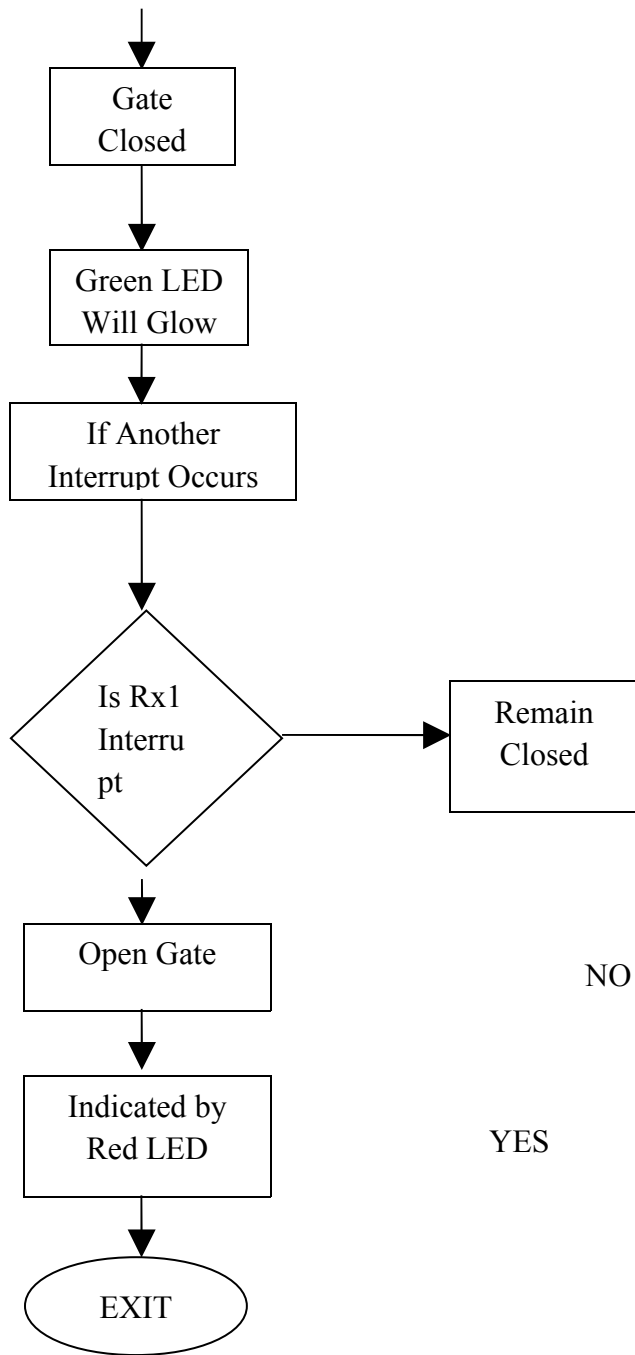 Gate
Closed
Green LED
Will Glow
If Another
Interrupt Occurs
Is Rx1
Interru
pt
Remain
Closed
Open Gate
NO
Indicated by
Red LED
YES
EXIT